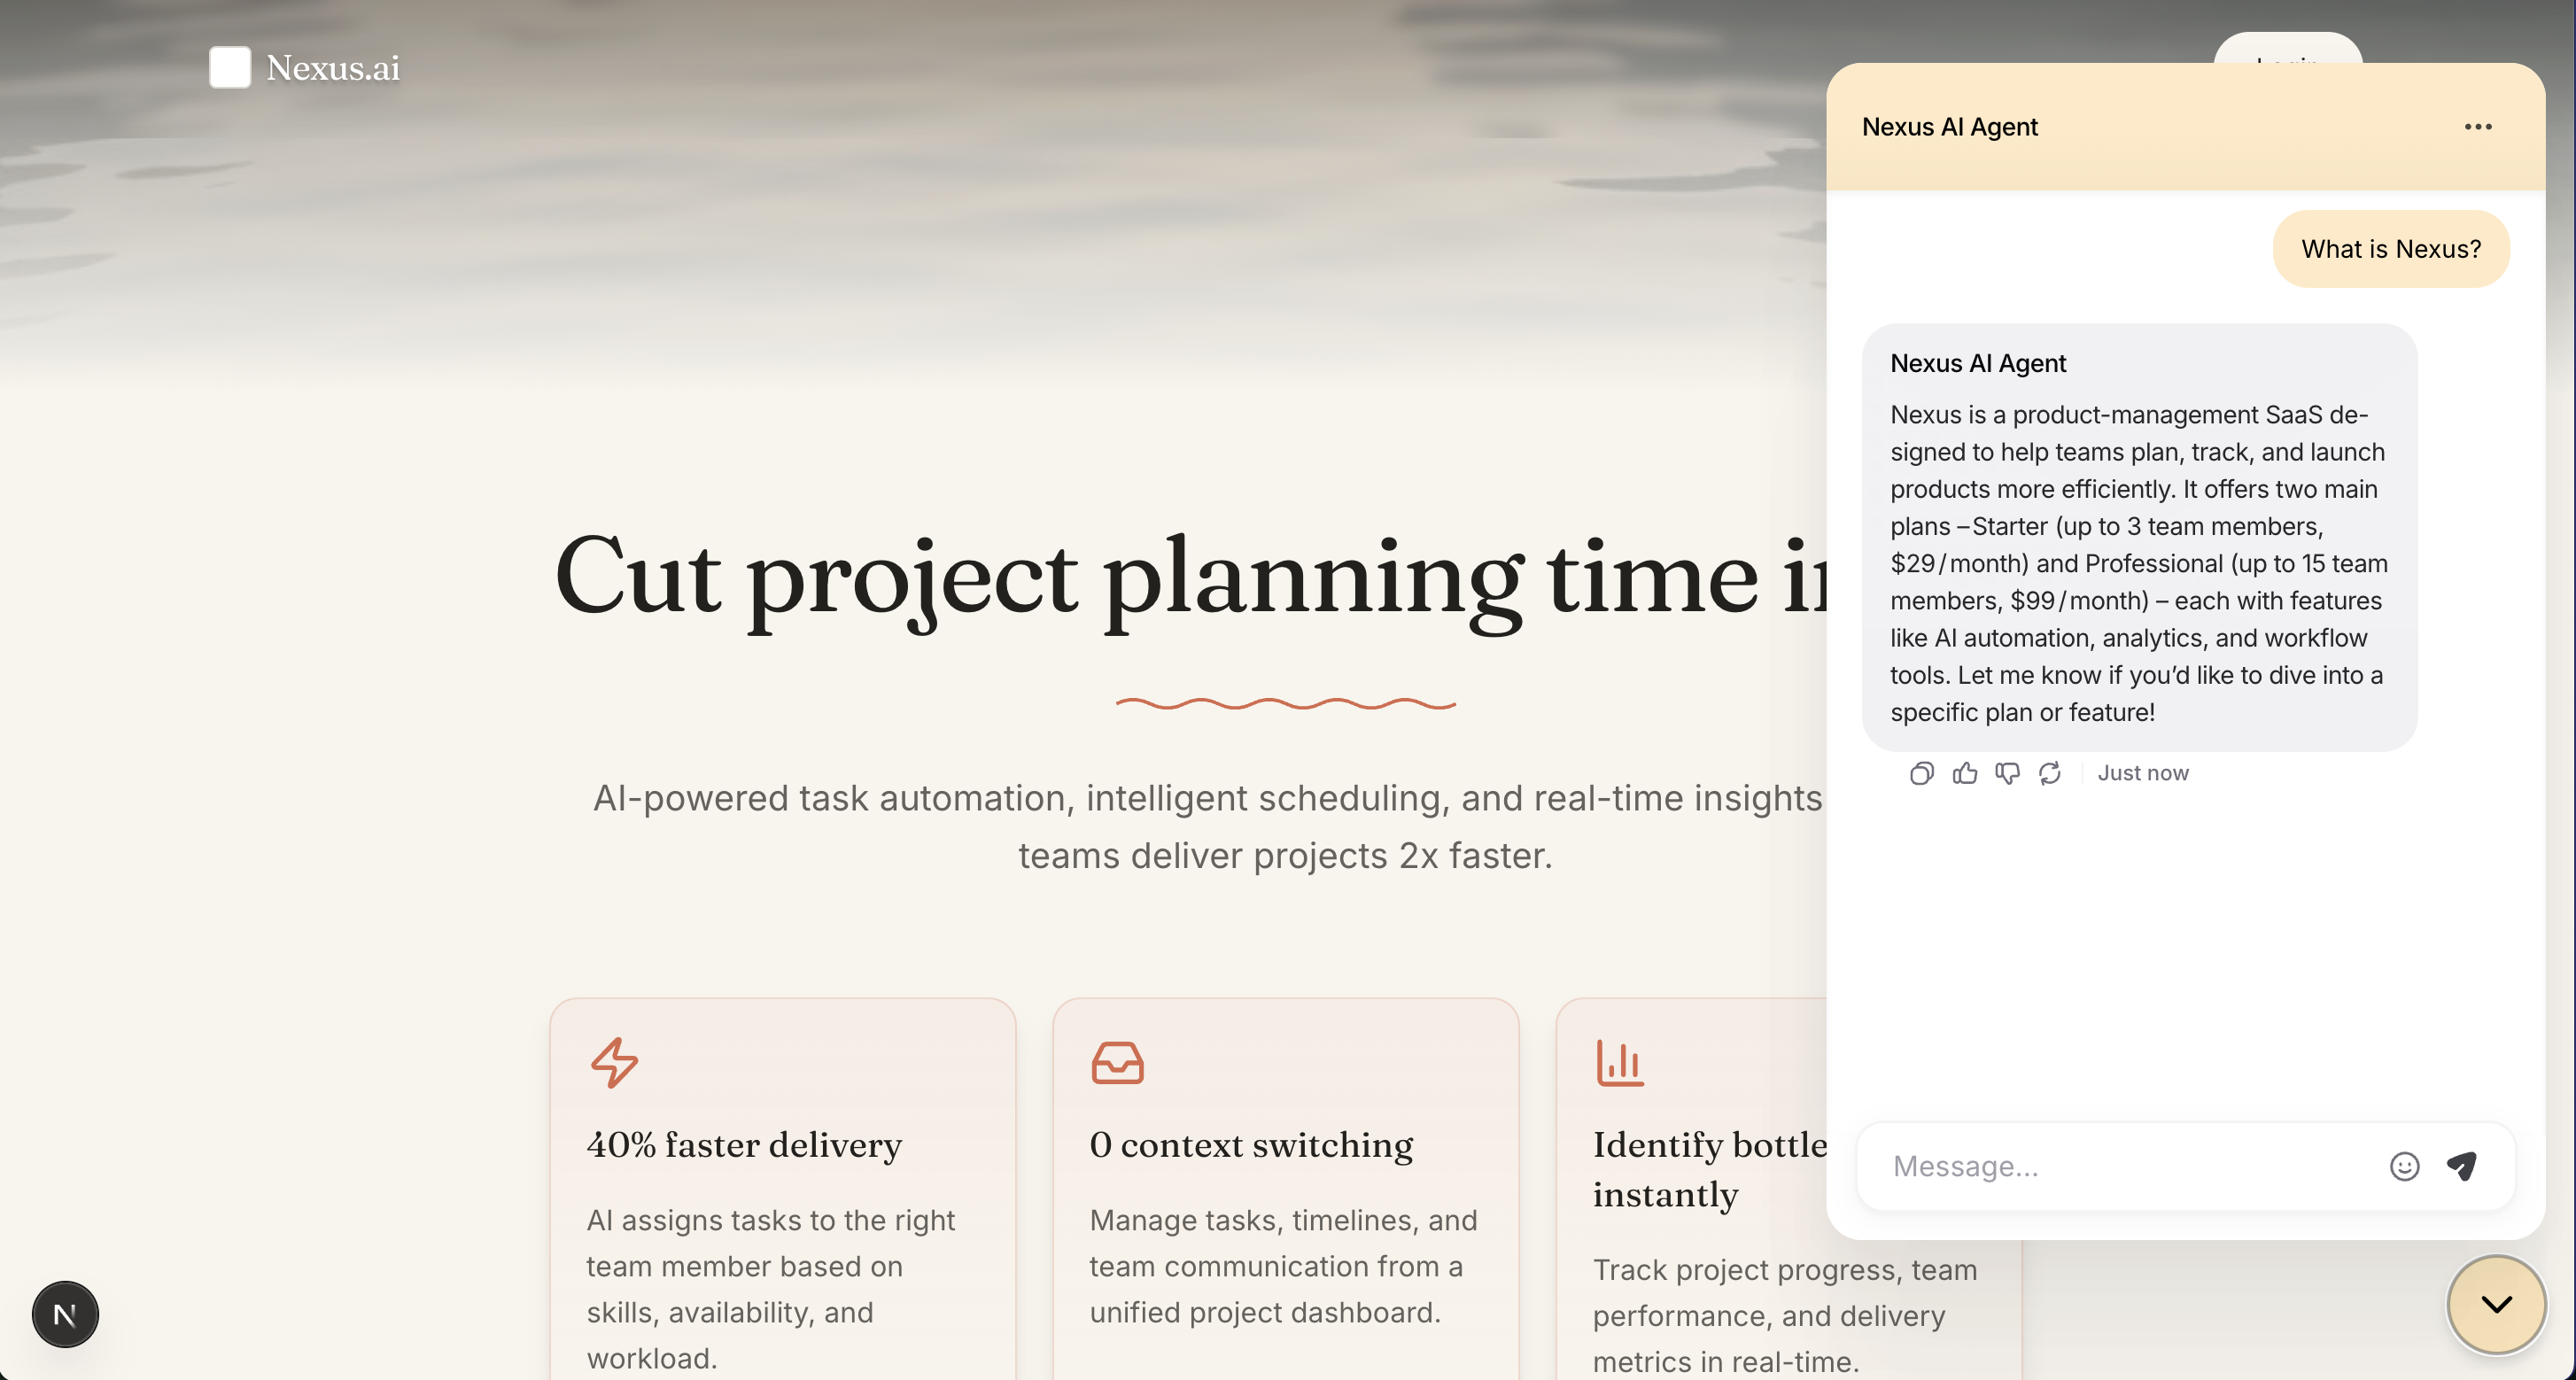 Nexus.ai
Nexus AI Agent
What is Nexus?
Nexus AI Agent
Nexus is a product-management SaaS de-
signed to help teams plan, track, and launch
products more efficiently. It offers two main
plans – Starter (up to 3 team members,
$29/month) and Professional (up to 15 team
members, $99/month) – each with features
like AI automation, analytics, and workflow
tools. Let me know if you’d like to dive into a
specific plan or feature!
Just now
Message...
Cut project planning time
AI-powered task automation, intelligent scheduling, and real-time insights
teams deliver projects 2x faster.
40% faster delivery
AI assigns tasks to the right
team member based on
skills, availability, and
workload.
0 context switching
Manage tasks, timelines, and
team communication from a
unified project dashboard.
Identify
instantly
Track project progress, team
performance, and delivery
metrics in real-time.
N